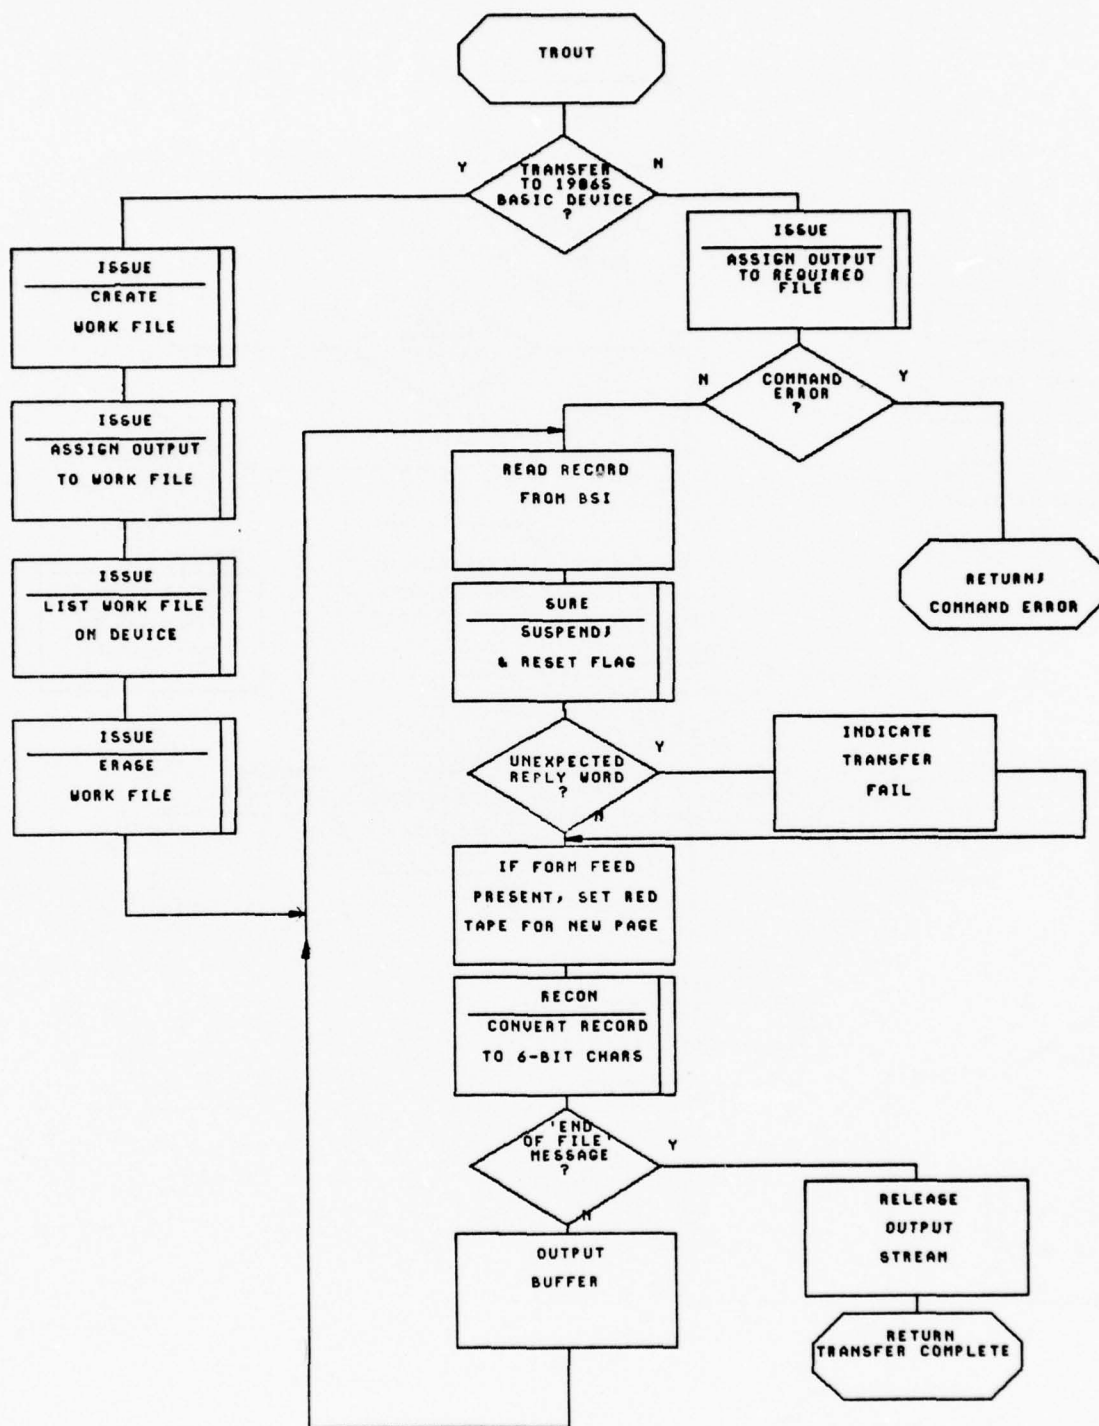 TROUT
Y
N
TRANSFER
TO 1906S
BASIC DEVICE
?
ISSUE
CREATE
WORK FILE
ISSUE
ASSIGN OUTPUT
TO REQUIRED
FILE
N
COMMAND
ERROR
?
Y
ISSUE
ASSIGN OUTPUT
TO WORK FILE
READ RECORD
FROM BSI
ISSUE
LIST WORK FILE
ON DEVICE
RETURN;
COMMAND ERROR
SURE
SUSPEND;
& RESET FLAG
ISSUE
ERASE
WORK FILE
UNEXPECTED
REPLY WORD
?
Y
N
INDICATE
TRANSFER
FAIL
IF FORM FEED
PRESENT, SET RED
TAPE FOR NEW PAGE
RECON
CONVERT RECORD
TO 6-BIT CHARS
'END
OF FILE'
MESSAGE
?
Y
N
RELEASE
OUTPUT
STREAM
OUTPUT
BUFFER
RETURN
TRANSFER COMPLETE